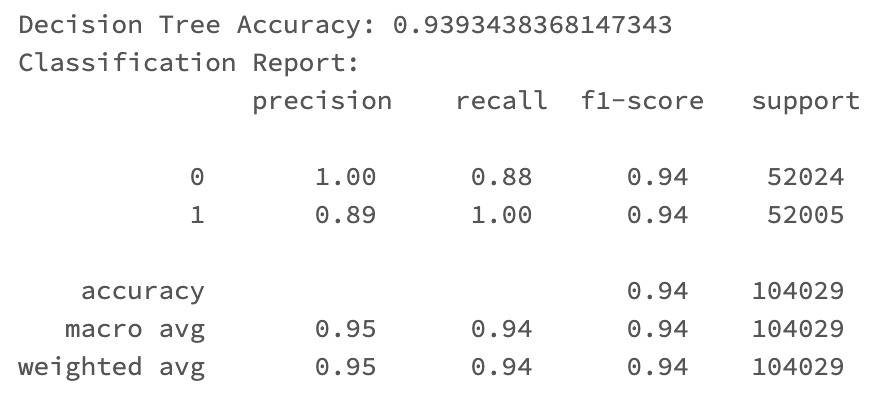 Decision Tree Accuracy: 0.9393438368147343
Classification Report:
precision recall f1-score support
0 1.00 0.88 0.94 52024
1 0.89 1.00 0.94 52005
accuracy 0.94 104029
macro avg 0.95 0.94 0.94 104029
weighted avg 0.95 0.94 0.94 104029